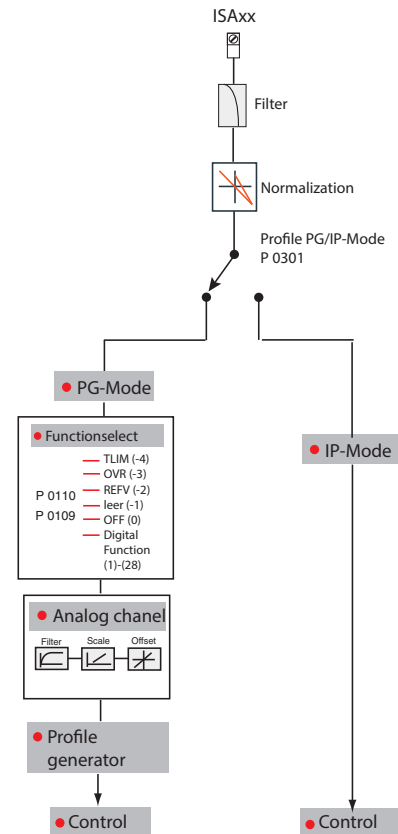 ISAxx
Filter
Normalization
Profile PG/IP-Mode
P 0301
PG-Mode
Functionselect
TLIM (-4)
OVR (-3)
P 0110
REFV (-2)
leer (-1)
P 0109
OFF (0)
Digital
Function
(1)-(28)
IP-Mode
Analog chanel
Filter
Scale
Offset
Profile
generator
Control
Control